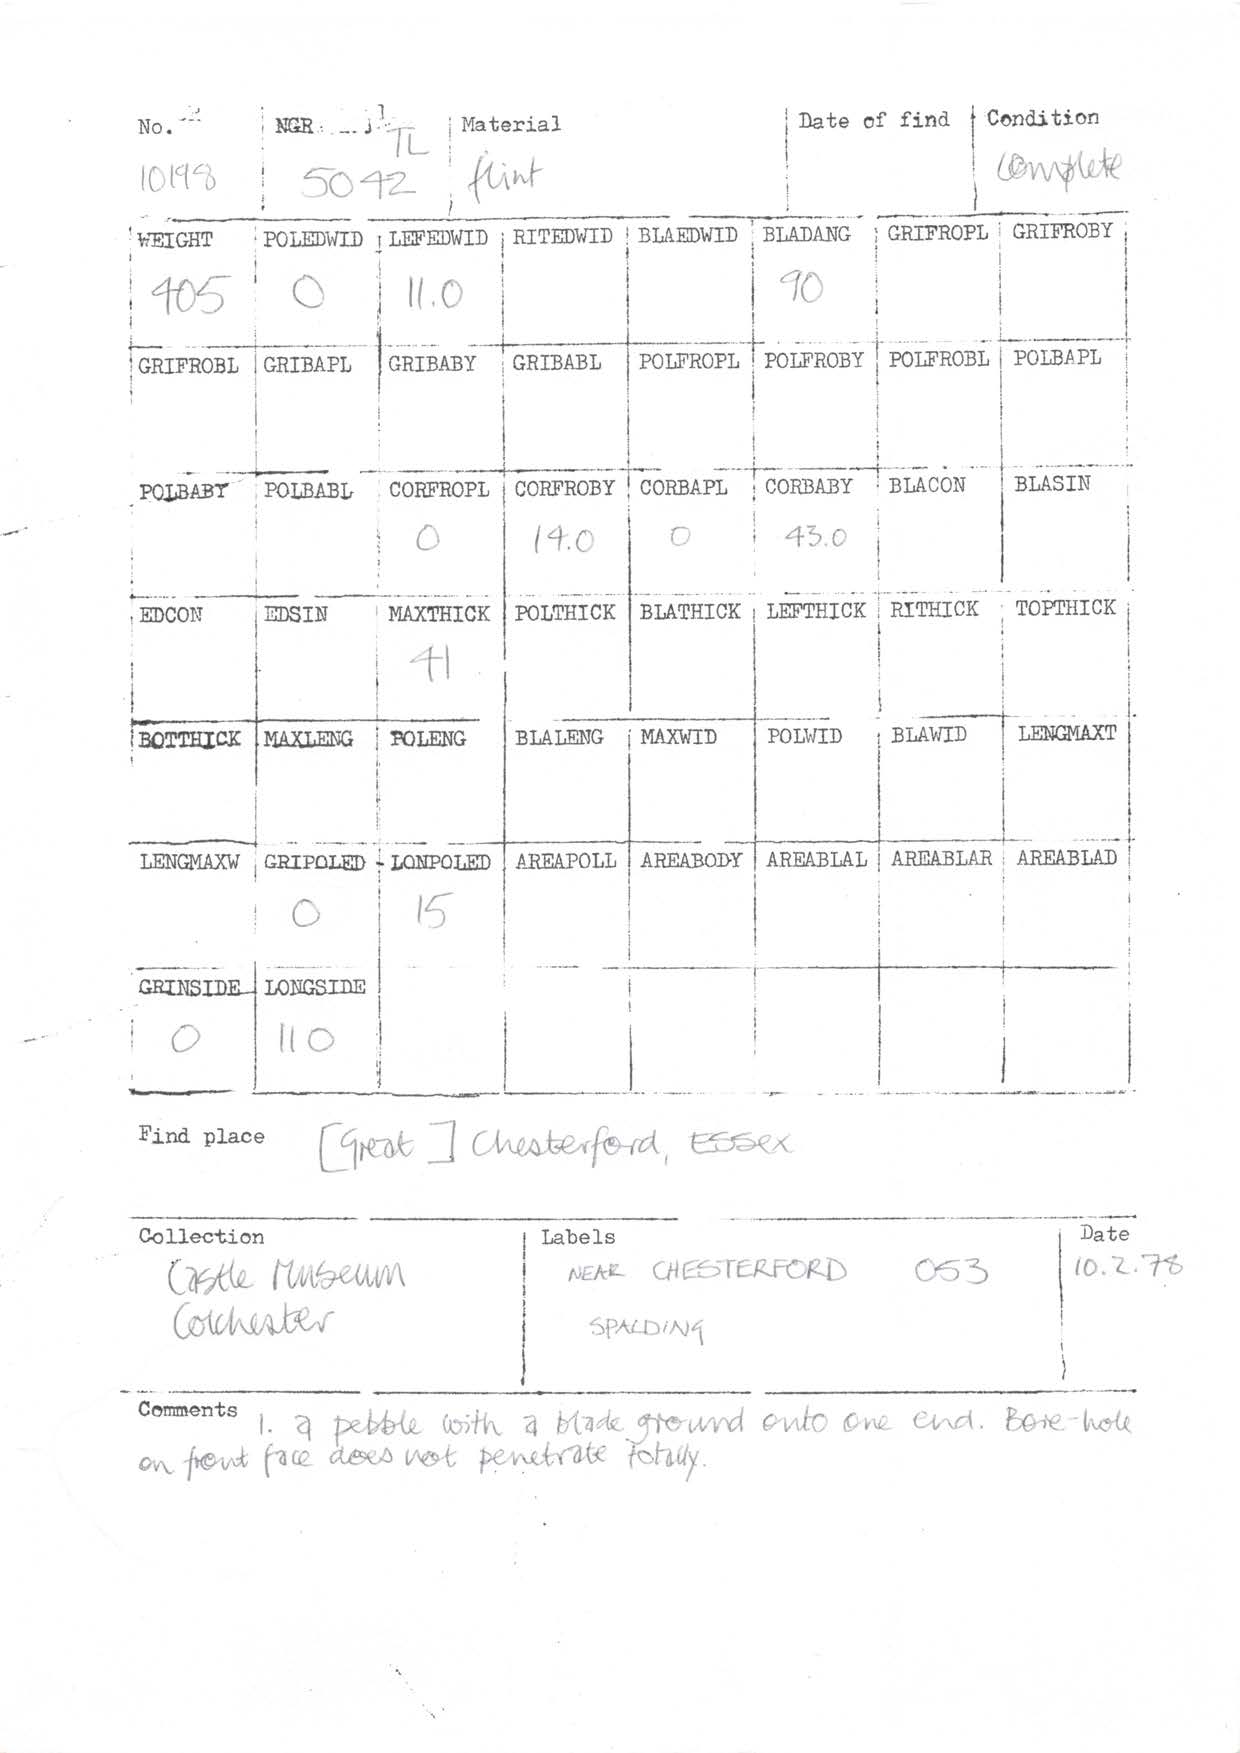 No. NGR Material Date of find Condition
TL
10198 5042 flint complete
WEIGHT POLEDWID LEFEDWID RITEDWID BLAEDWID BLADANG GRIFROPL GRIFROBY
405 0 11.0 90
GRIFROBL GRIBAPL GRIBABY GRIBABL POLFROPL POLFROBY POLFROBL POLBAPL
POLBABY POLBABL CORFROPL CORFROBY CORBAPL CORBABY BLACON BLASIN
0 14.0 0 43.0
EDCON EDSIN MAXTHICK POLTHICK BLATHICK LEFTHICK RITHICK TOPTHICK
41
BOTTHICK MAXLENG POLENG BLALENG MAXWID POLWID BLAWID LENGMAXT
LENGMAXW GRIPOLED LONPOLED AREAPOLL AREABODY AREABLAL AREABLAR AREABLAD
0 15
GRINSIDE LONGSIDE
0 110
Find place [Great] Chesterford, Essex
Collection Labels Date
Castle Museum NEAR CHESTERFORD 053 10.2.78
Colchester SPALDING
Comments 1. a pebble with a blade ground onto one end. Bore-hole
on front face does not penetrate totally.